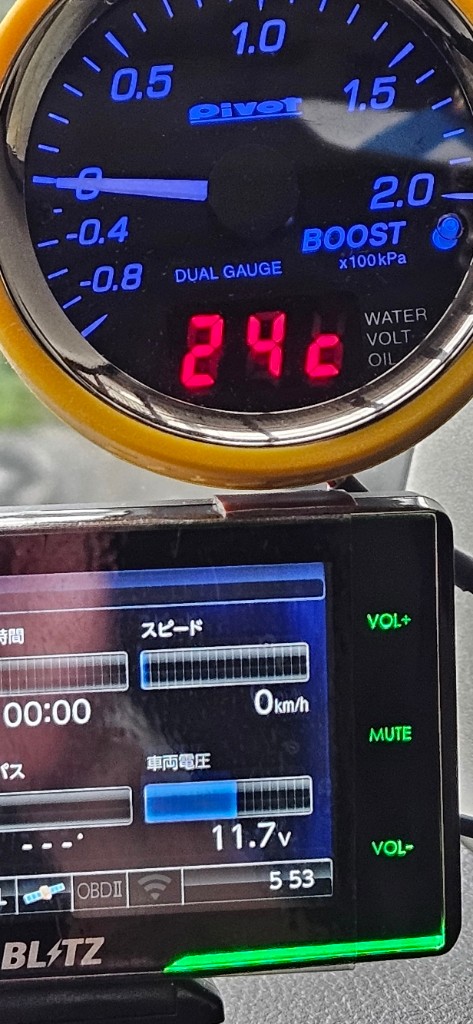 1.0
0.5
1.5
Pivot
0
2.0
-0.4
BOOST
x100kPa
-0.8
DUAL GAUGE
WATER
VOLT
OIL
24c
VOL+
時間
スピード
00:00
0km/h
MUTE
パス
車両電圧
---°
11.7v
VOL-
L
OBDII
5 53
BLITZ